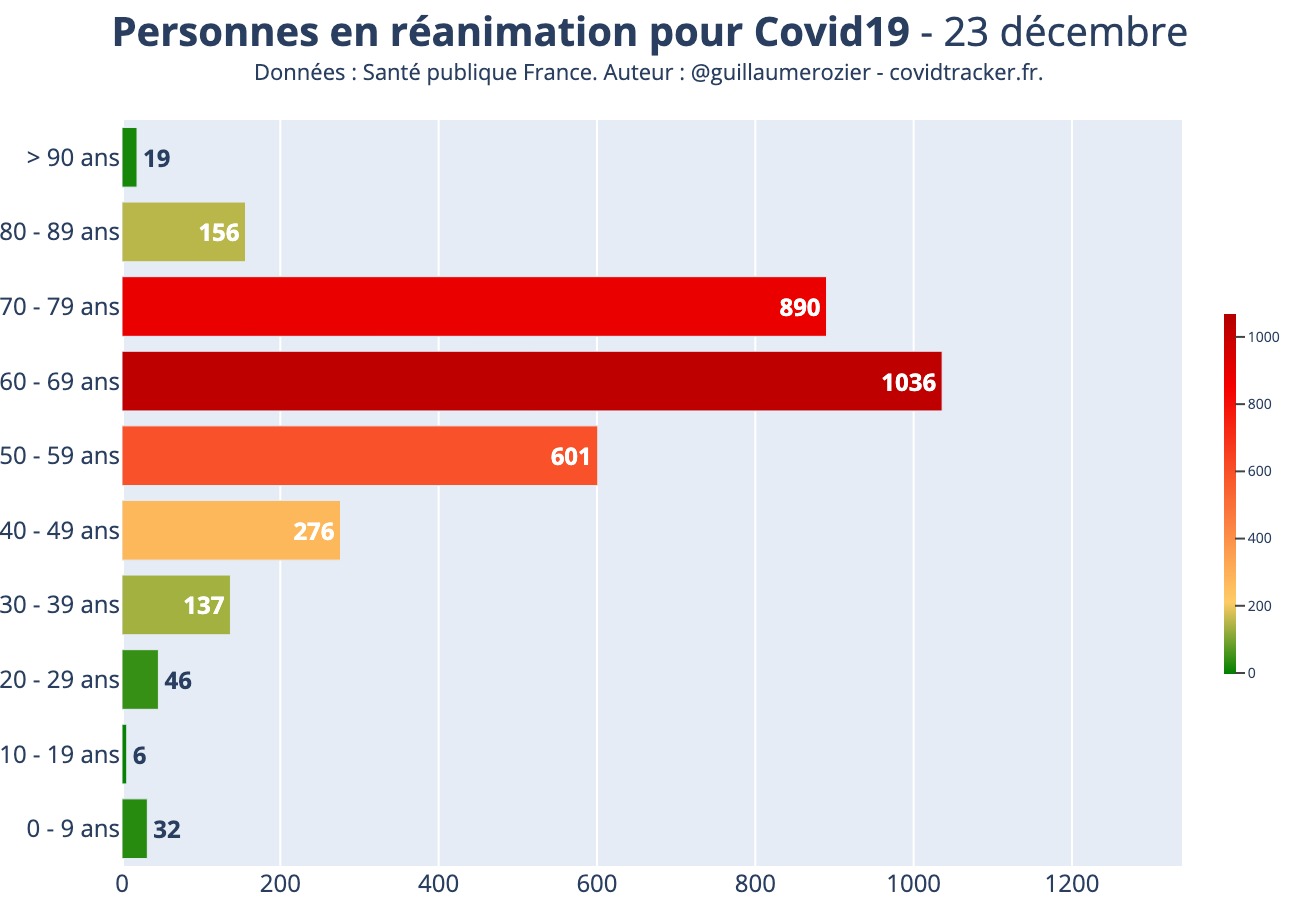 Personnes en réanimation pour Covid19 - 23 décembre
Données : Santé publique France. Auteur : @guillaumerozier - covidtracker.fr.
> 90 ans 19
80 - 89 ans 156
70 - 79 ans 890
60 - 69 ans 1036
50 - 59 ans 601
40 - 49 ans 276
30 - 39 ans 137
20 - 29 ans 46
10 - 19 ans 6
0 - 9 ans 32
0 200 400 600 800 1000 1200
1000
800
600
400
200
0